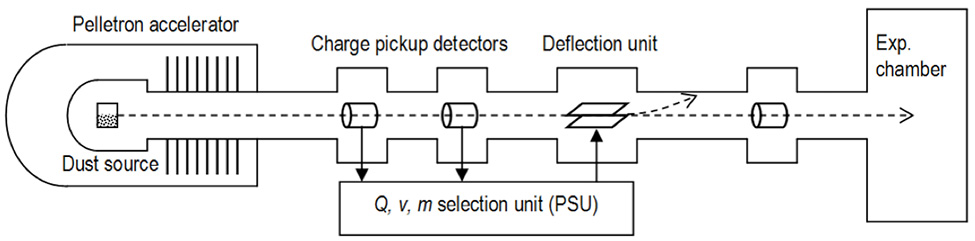 Pelletron accelerator
Charge pickup detectors
Deflection unit
Exp.
chamber
Dust source
Q, v, m selection unit (PSU)